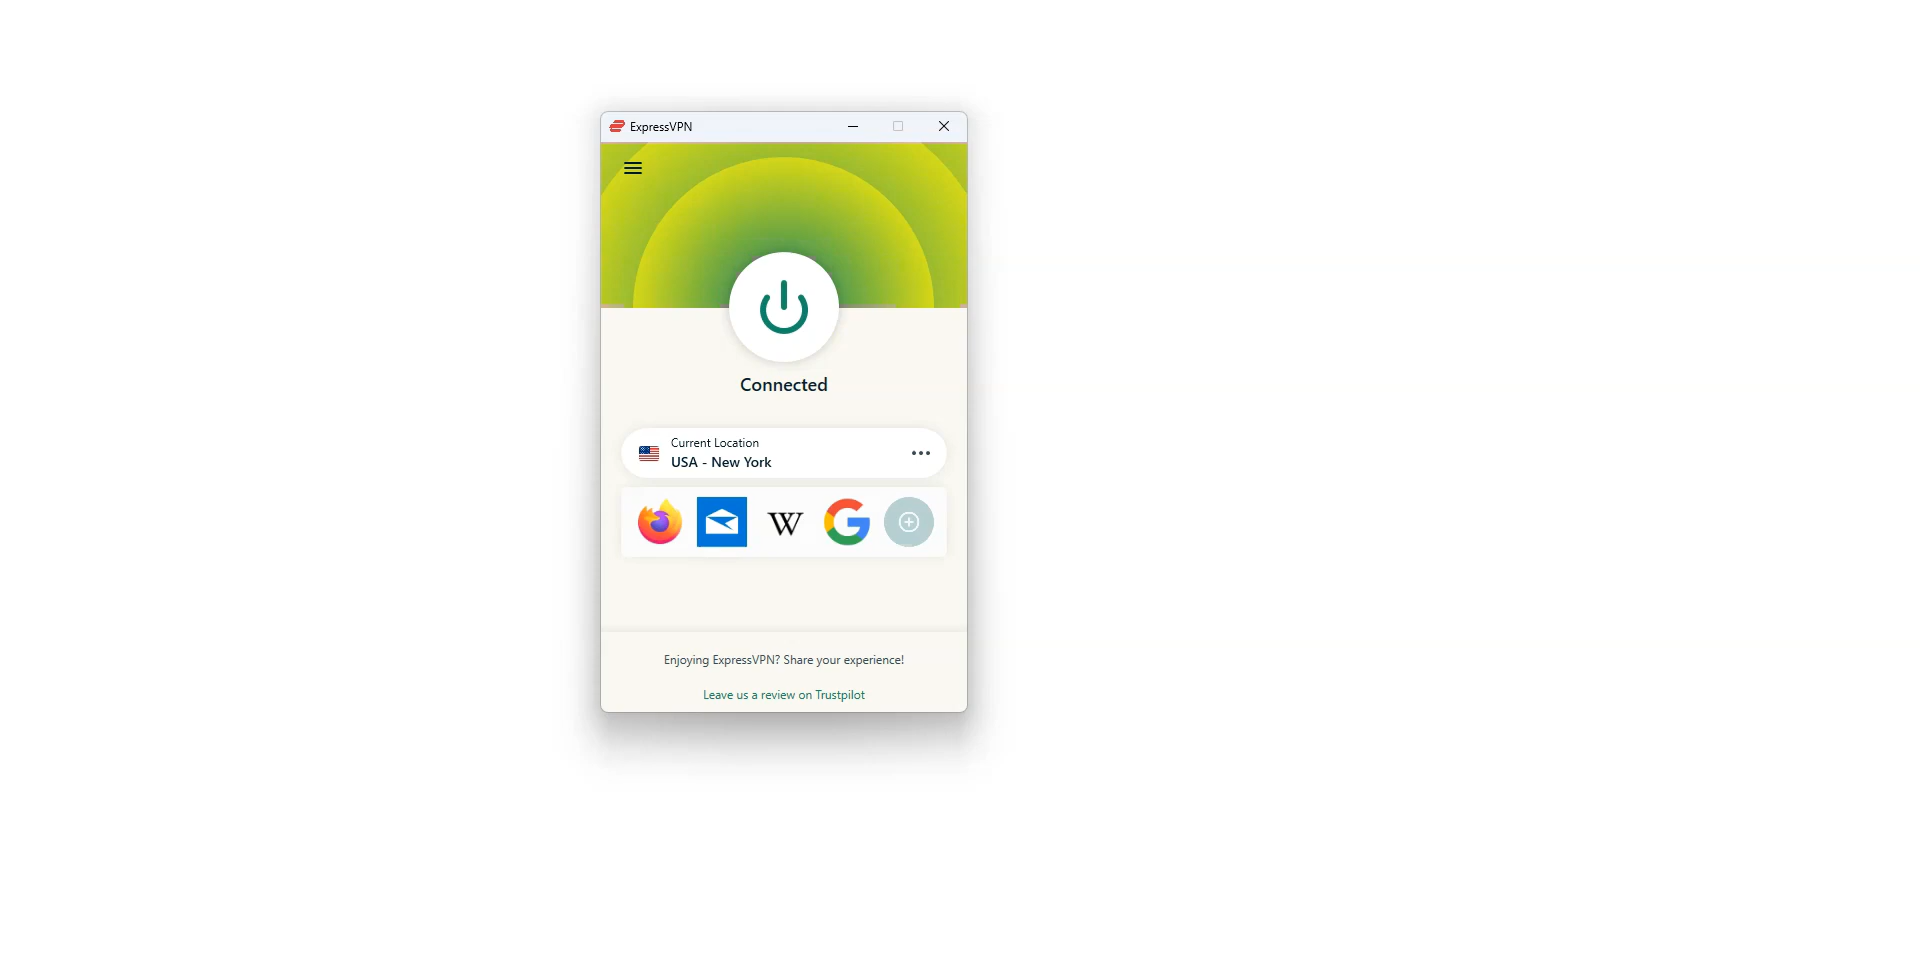 ExpressVPN
Connected
Current Location
USA - New York
W
Enjoying ExpressVPN? Share your experience!
Leave us a review on Trustpilot